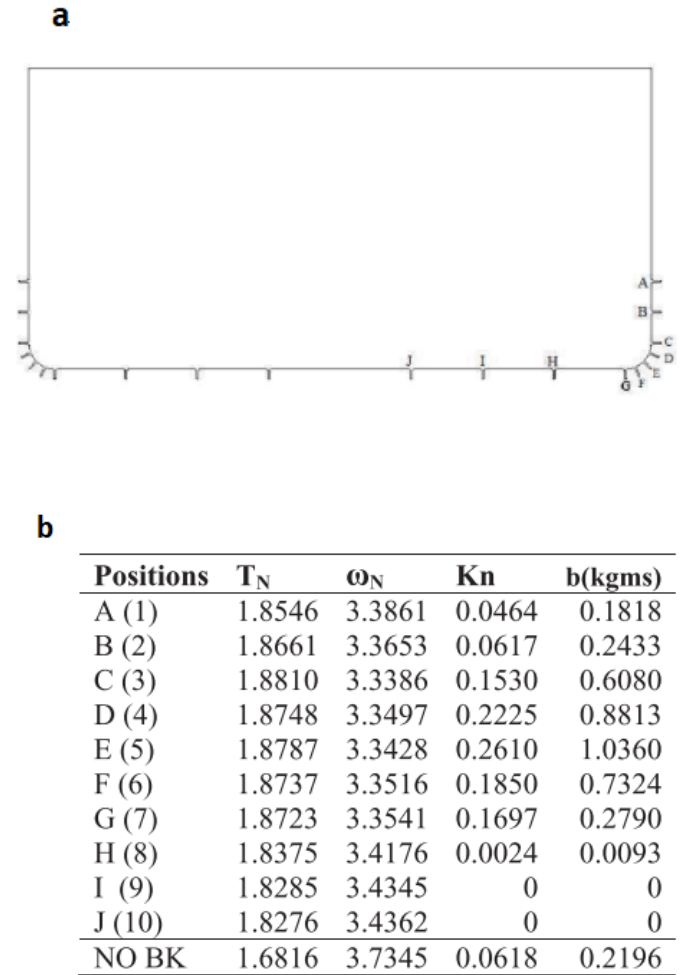 a
A
B
C
J I H D
E
G F
b
Positions T_N ω_N Kn b(kgms)
A (1) 1.8546 3.3861 0.0464 0.1818
B (2) 1.8661 3.3653 0.0617 0.2433
C (3) 1.8810 3.3386 0.1530 0.6080
D (4) 1.8748 3.3497 0.2225 0.8813
E (5) 1.8787 3.3428 0.2610 1.0360
F (6) 1.8737 3.3516 0.1850 0.7324
G (7) 1.8723 3.3541 0.1697 0.2790
H (8) 1.8375 3.4176 0.0024 0.0093
I (9) 1.8285 3.4345 0 0
J (10) 1.8276 3.4362 0 0
NO BK 1.6816 3.7345 0.0618 0.2196